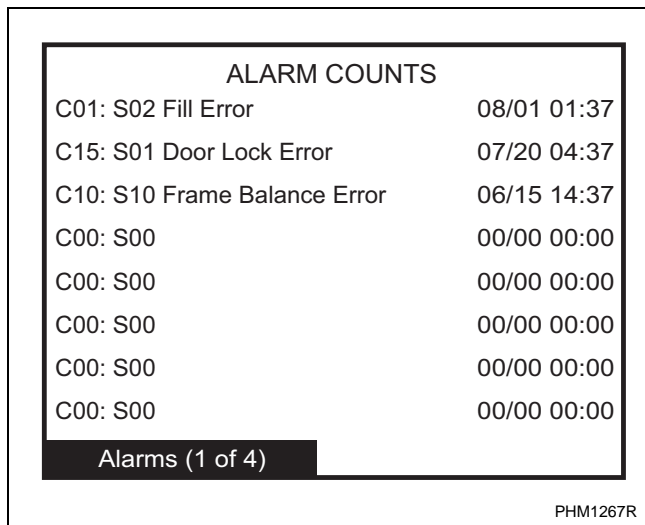 ALARM COUNTS
C01: S02 Fill Error 08/01 01:37
C15: S01 Door Lock Error 07/20 04:37
C10: S10 Frame Balance Error 06/15 14:37
C00: S00 00/00 00:00
C00: S00 00/00 00:00
C00: S00 00/00 00:00
C00: S00 00/00 00:00
C00: S00 00/00 00:00
Alarms (1 of 4)
PHM1267R